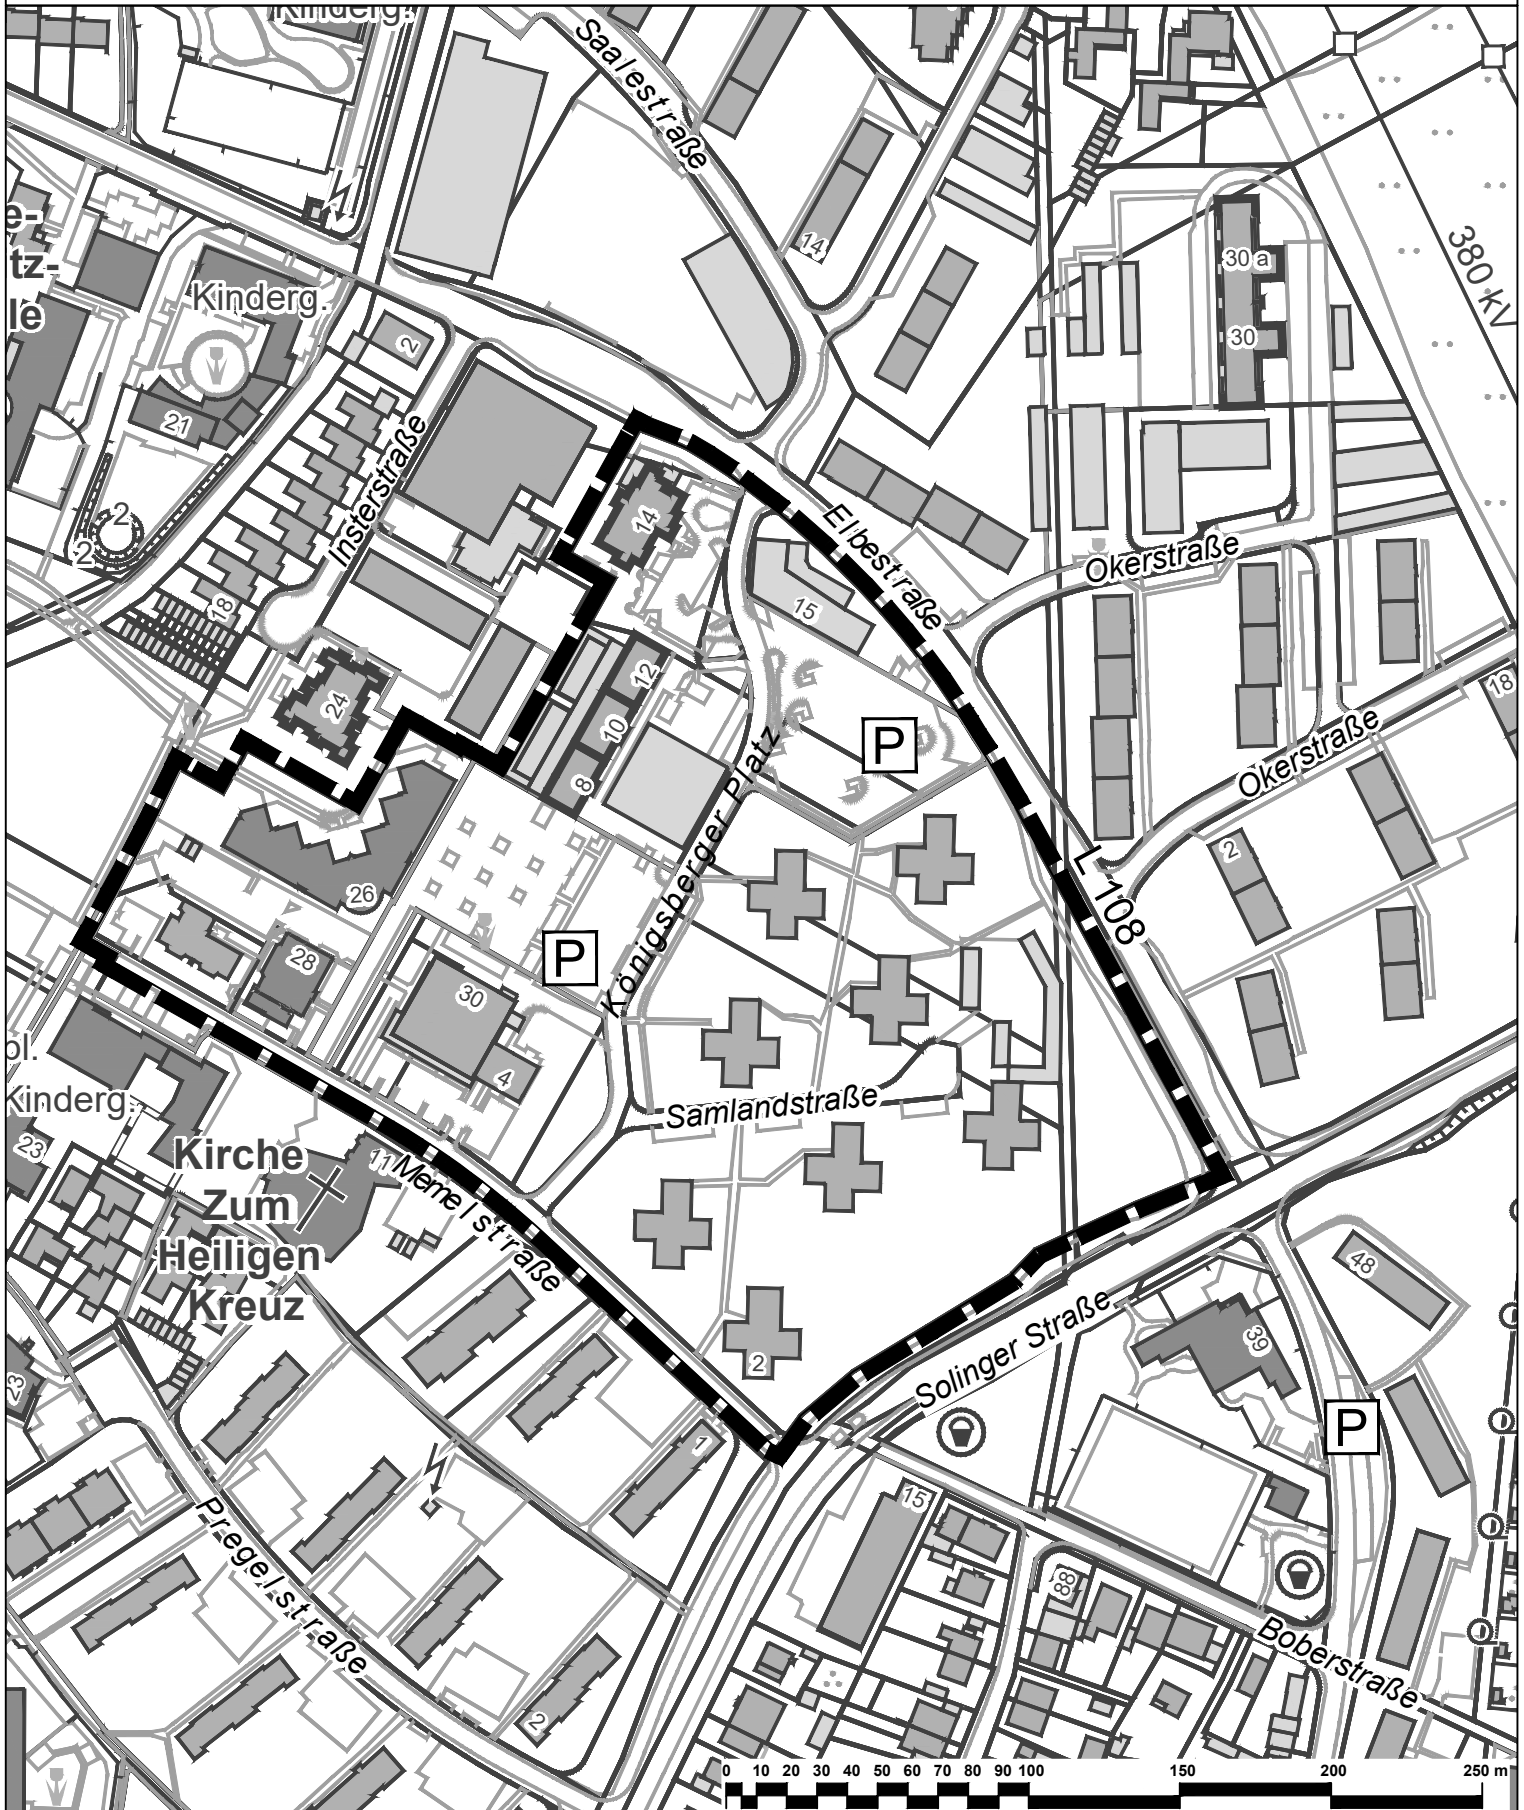 Kinderg.
Saalestraße
14
e-
tz-
le
Kinderg.
30 a
30
380 kV
2
21
Insterstraße
2
2
18
14
Elbestraße
Okerstraße
15
24
12
10
8
P
Königsberger Platz
Okerstraße
18
2
L 108
26
28
30
P
4
Samlandstraße
bl.
Kinderg.
23
Kirche
Zum
Heiligen
Kreuz
11
Memelstraße
2
Solinger Straße
48
39
P
23
1
15
88
Pregelstraße
Boberstraße
2
0 10 20 30 40 50 60 70 80 90 100 150 200 250 m